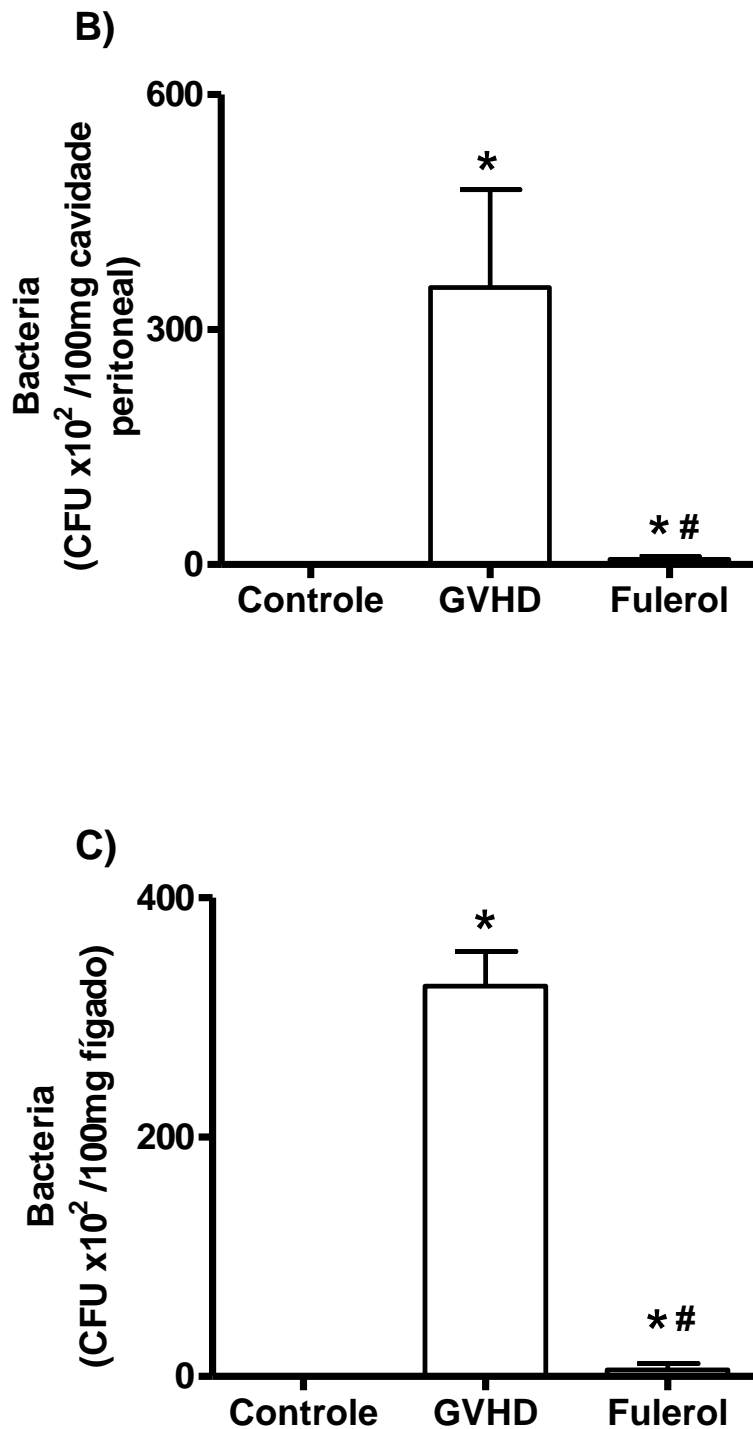 B)
Bacteria
(CFU x10² /100mg cavidade
peritoneal)
600
300
0
*
* #
Controle GVHD Fulerol
C)
Bacteria
(CFU x10² /100mg fígado)
400
200
0
*
* #
Controle GVHD Fulerol